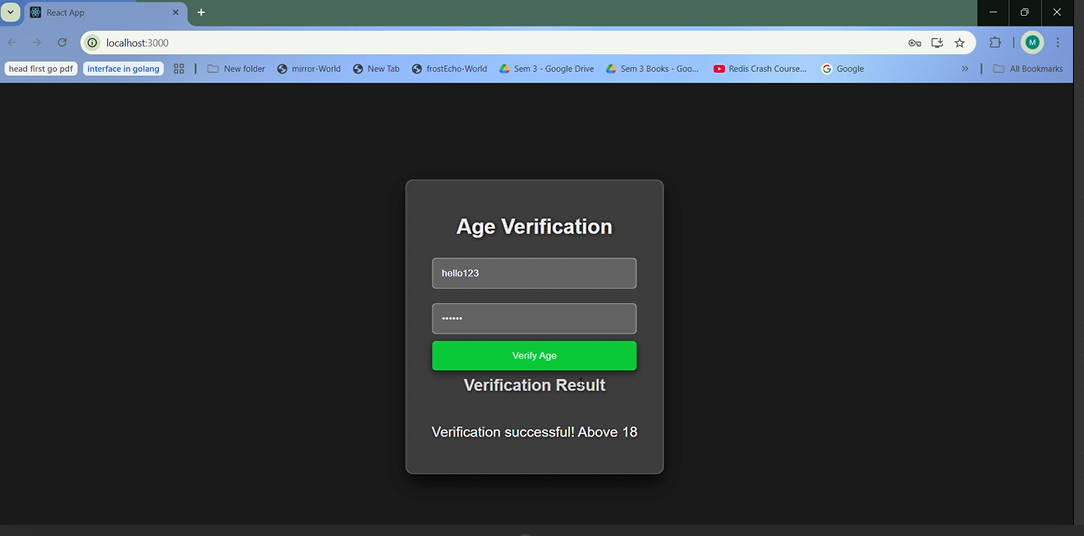 React App
localhost:3000
M
head first go pdf interface in golang New folder mirror-World New Tab frostEcho-World Sem 3 - Google Drive Sem 3 Books - Goo... Redis Crash Course... Google » All Bookmarks
Age Verification
hello123
••••••
Verify Age
Verification Result
Verification successful! Above 18